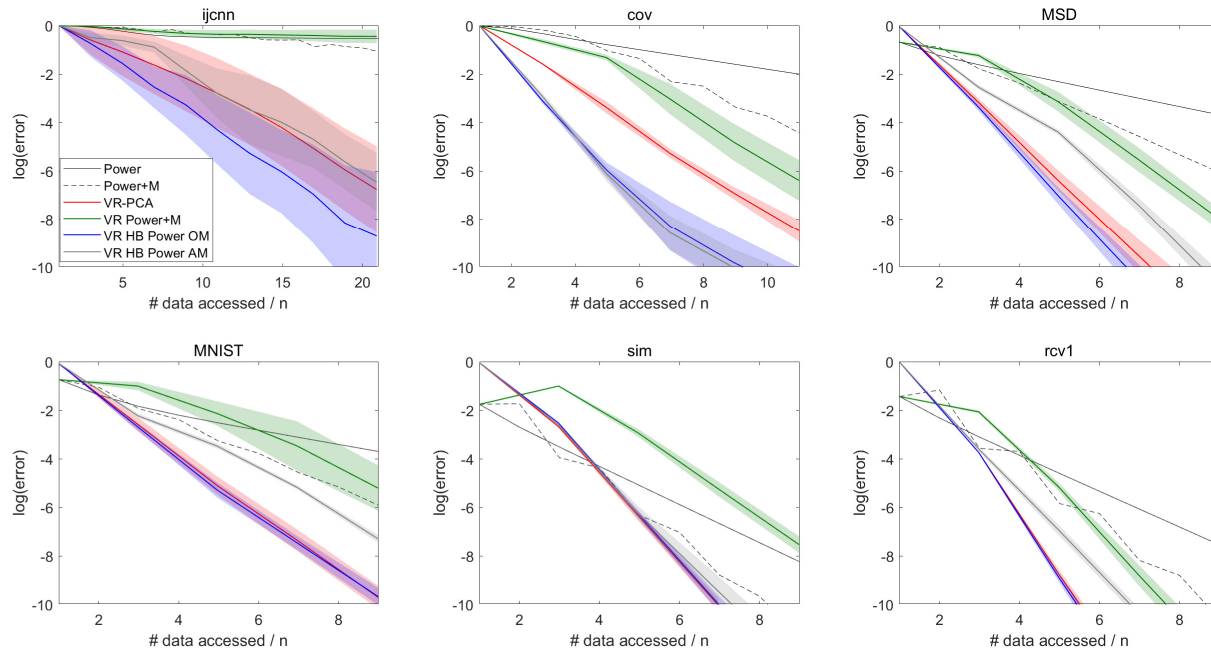 ijcnn
0
-2
-4
-6
-8
-10
log(error)
Power
Power+M
VR-PCA
VR Power+M
VR HB Power OM
VR HB Power AM
5 10 15 20
# data accessed / n
cov
0
-2
-4
-6
-8
-10
log(error)
2 4 6 8 10
# data accessed / n
MSD
0
-2
-4
-6
-8
-10
log(error)
2 4 6 8
# data accessed / n
MNIST
0
-2
-4
-6
-8
-10
log(error)
2 4 6 8
# data accessed / n
sim
0
-2
-4
-6
-8
-10
log(error)
2 4 6 8
# data accessed / n
rcv1
0
-2
-4
-6
-8
-10
log(error)
2 4 6 8
# data accessed / n